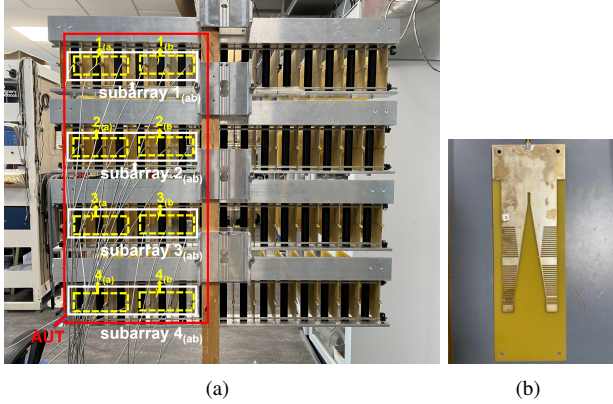 1(a) 1(b
subarray 1(ab)
2(a) 2(b
subarray 2(ab)
3(a) 3(b
subarray 3(ab)
4(a) 4(b
AUT
subarray 4(ab)
(a) (b)